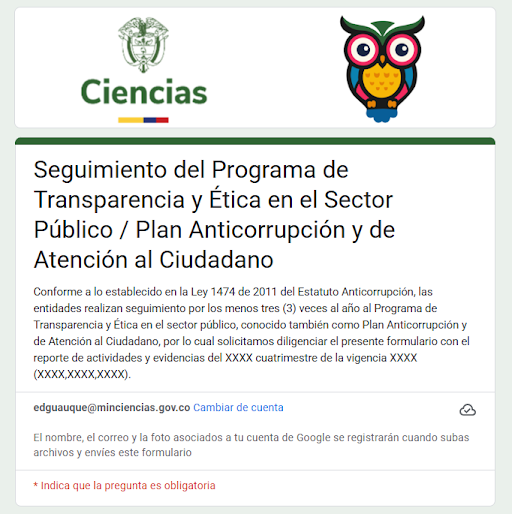 Ciencias
Seguimiento del Programa de
Transparencia y Ética en el Sector
Público / Plan Anticorrupción y de
Atención al Ciudadano
Conforme a lo establecido en la Ley 1474 de 2011 del Estatuto Anticorrupción, las
entidades realizan seguimiento por los menos tres (3) veces al año al Programa de
Transparencia y Ética en el sector público, conocido también como Plan Anticorrupción y
de Atención al Ciudadano, por lo cual solicitamos diligenciar el presente formulario con el
reporte de actividades y evidencias del XXXX cuatrimestre de la vigencia XXXX
(XXXX,XXXX,XXXX).
edguauque@minciencias.gov.co Cambiar de cuenta
El nombre, el correo y la foto asociados a tu cuenta de Google se registrarán cuando subas
archivos y envíes este formulario
* Indica que la pregunta es obligatoria